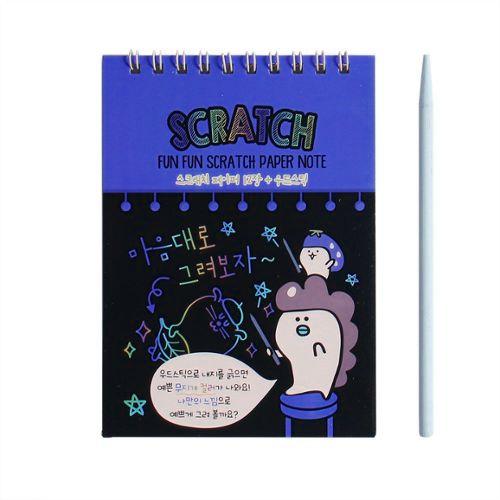 SCRATCH
FUN FUN SCRATCH PAPER NOTE
스크래치 페이퍼 12장 + 우드스틱
마음대로
그려보자~
우드스틱으로 내지를 긁으면
예쁜 무지개 컬러가 나와요!
나만의 느낌으로
예쁘게 그려 볼까요?